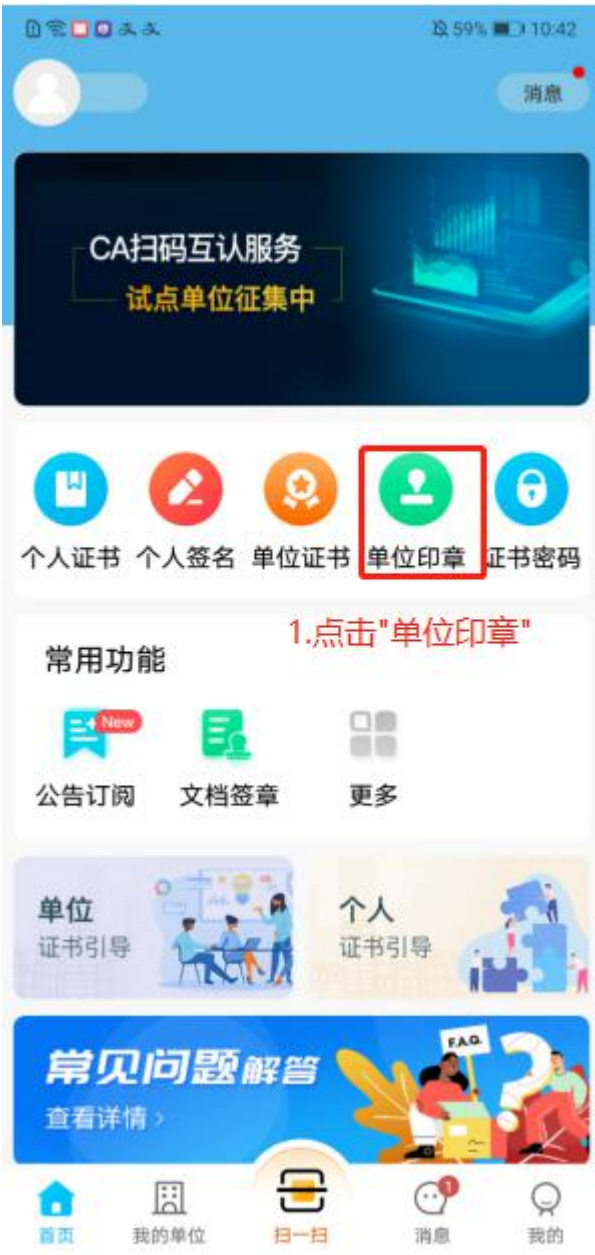 59% 10:42
消息
CA扫码互认服务
试点单位征集中
个人证书 个人签名 单位证书 单位印章 证书密码
1.点击"单位印章"
常用功能
New
公告订阅 文档签章 更多
单位 个人
证书引导 证书引导
常见问题解答
F.A.Q.
查看详情>
1
首页 我的单位 扫一扫 消息 我的